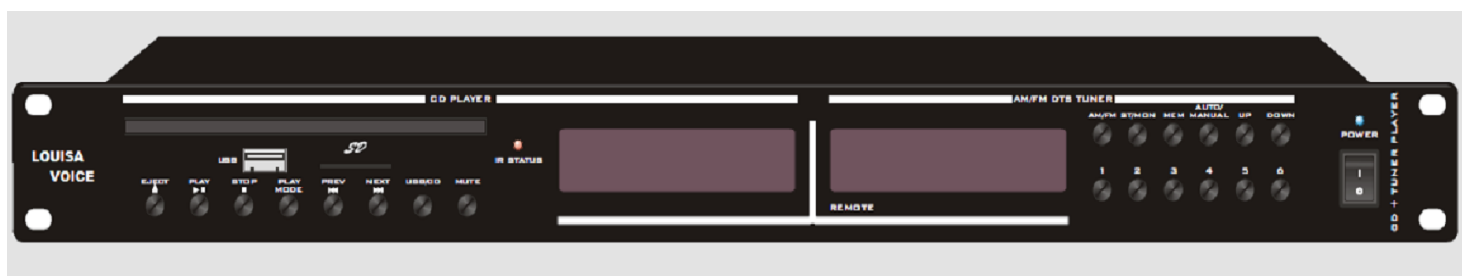 CD PLAYER
AM/FM DTS TUNER
LOUISA
VOICE
USB
SD
IR STATUS
EJECT PLAY STOP PLAY MODE PREV NEXT USB/CD MUTE
AM/FM ST/MON MEM AUTO/MANUAL UP DOWN
1 2 3 4 5 6
REMOTE
POWER
I
0
CD + TUNER PLAYER